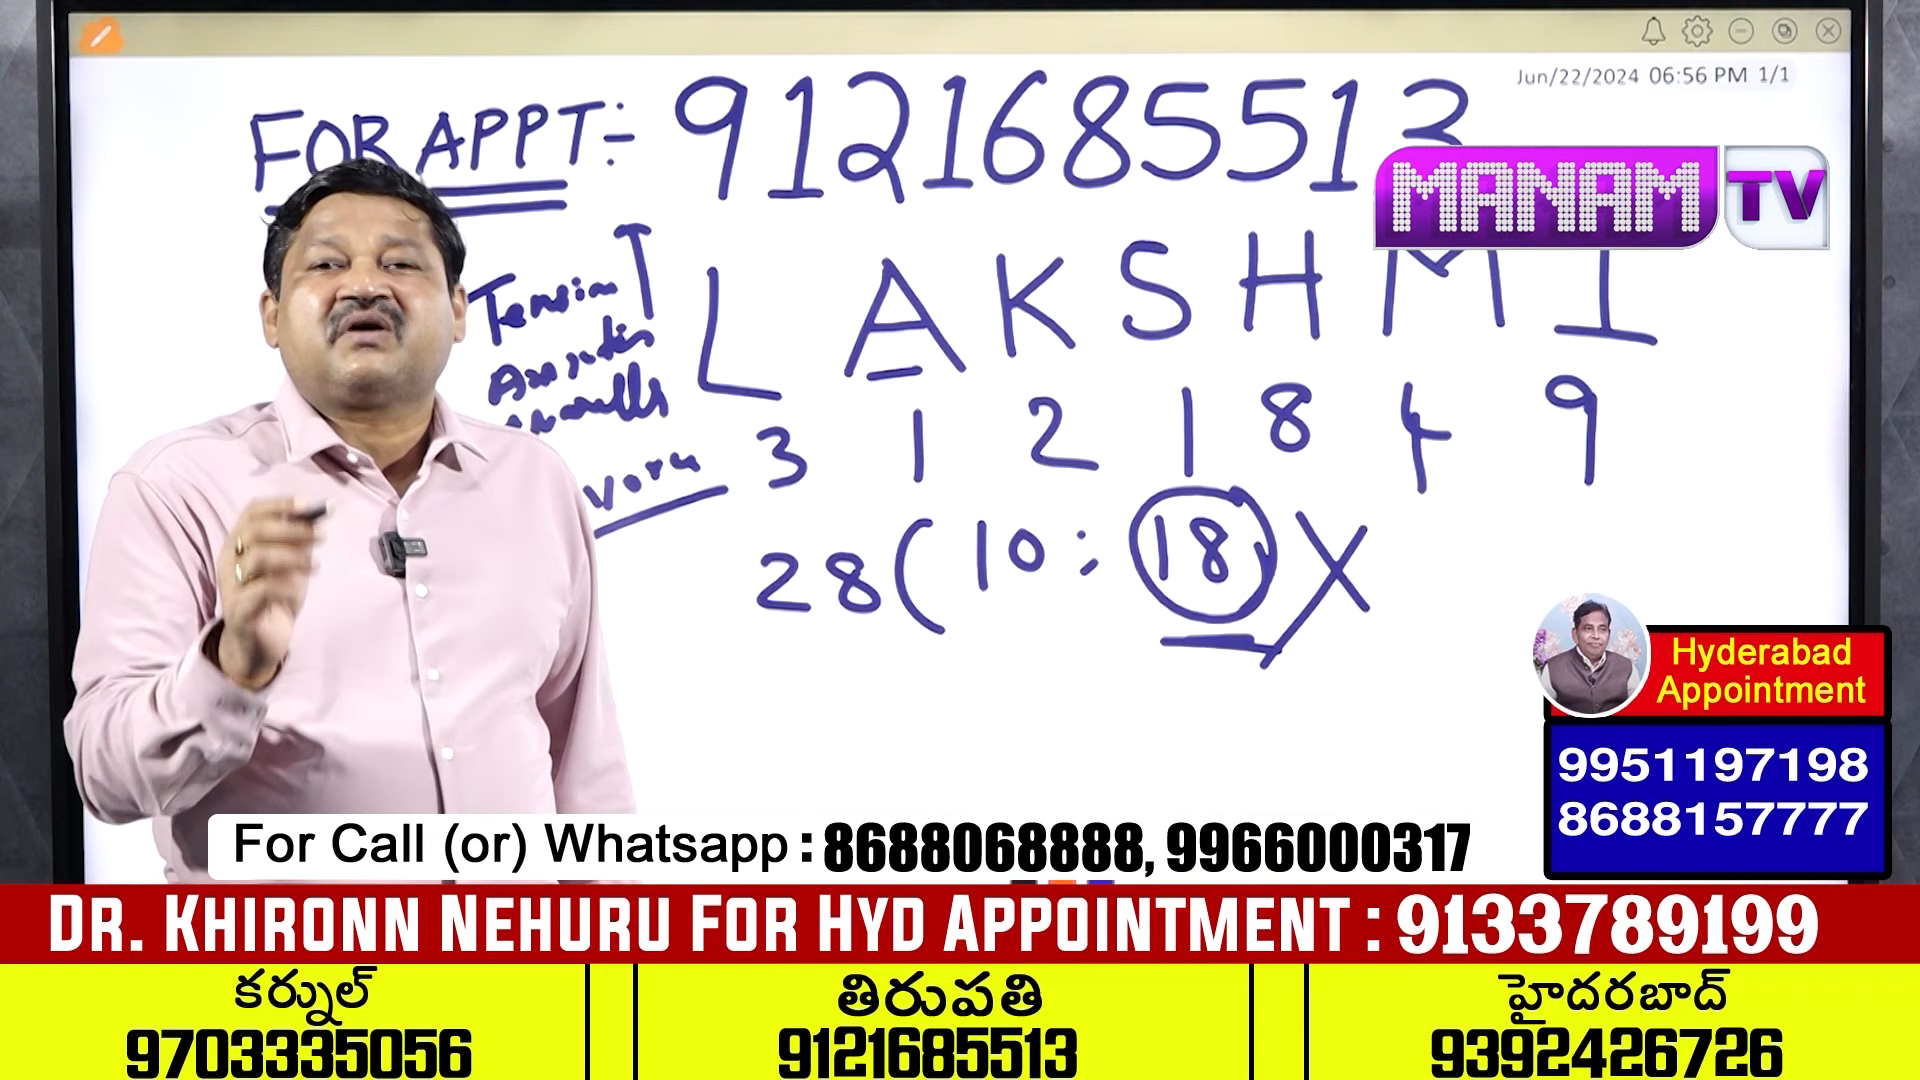 Jun/22/2024 06:56 PM 1/1
FOR APPT:- 9121685513
MANAM TV
LAKSHMI
Tension
3 1 2 1 8 4 9
28 ( 10 : 18 X
Hyderabad
Appointment
9951197198
8688157777
For Call (or) Whatsapp : 8688068888, 9966000317
DR. KHIRONN NEHURU FOR HYD APPOINTMENT : 9133789199
కర్నుల్ తిరుపతి హైదరబాద్
9703335056 9121685513 9392426726